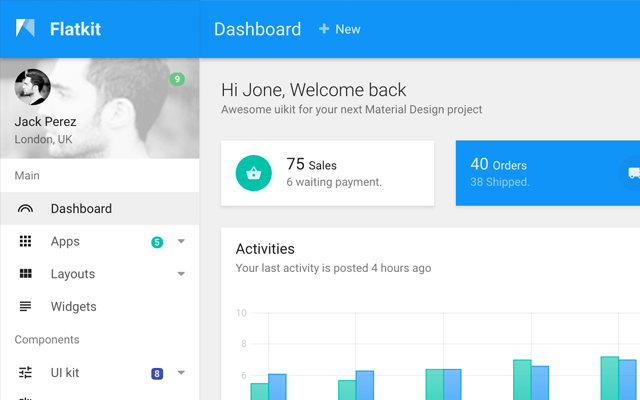 Flatkit
Dashboard
New
9
Jack Perez
London, UK
Main
Dashboard
Apps 5
Layouts
Widgets
Components
UI kit 8
Hi Jone, Welcome back
Awesome uikit for your next Material Design project
75 Sales
6 waiting payment.
40 Orders
38 Shipped.
Activities
Your last activity is posted 4 hours ago
10
8
6